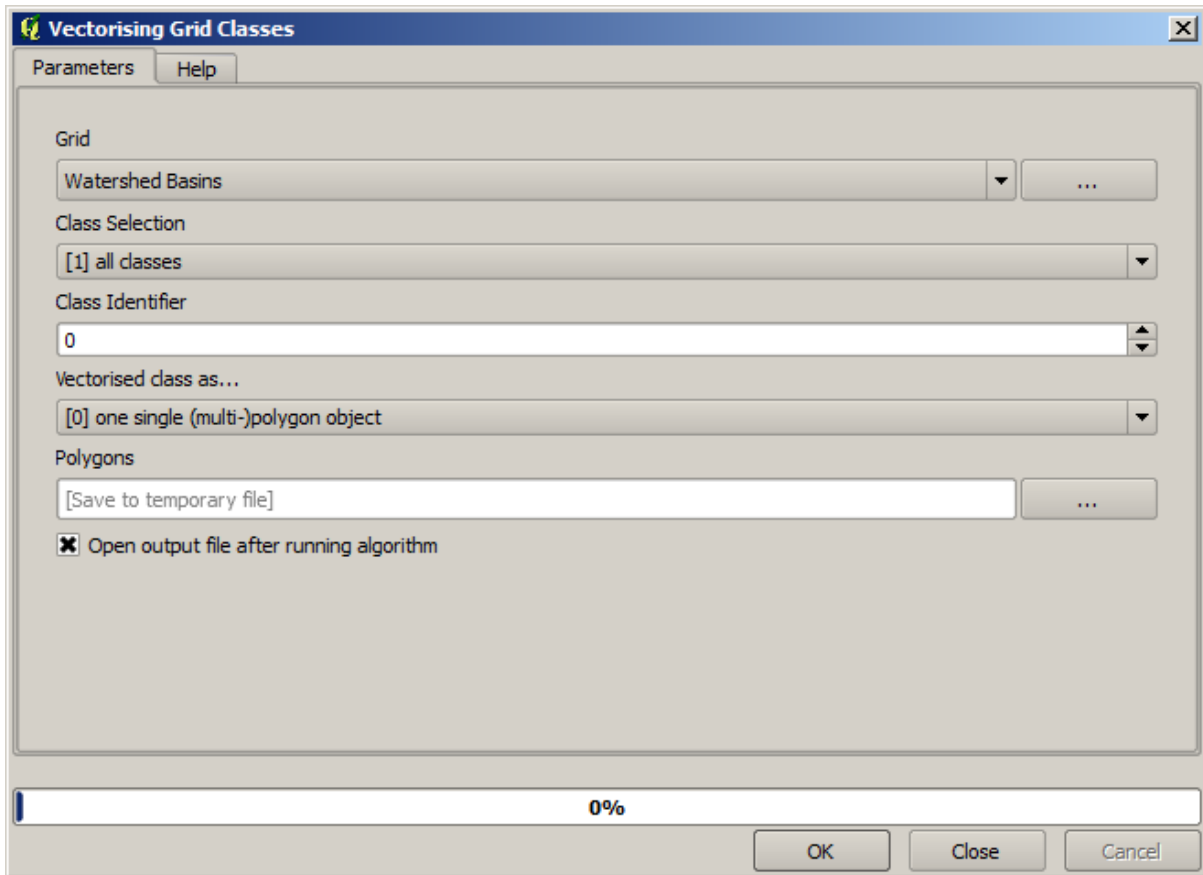 Vectorising Grid Classes
Parameters Help
Grid
Watershed Basins ...
Class Selection
[1] all classes
Class Identifier
0
Vectorised class as...
[0] one single (multi-)polygon object
Polygons
[Save to temporary file] ...
Open output file after running algorithm
0%
OK Close Cancel